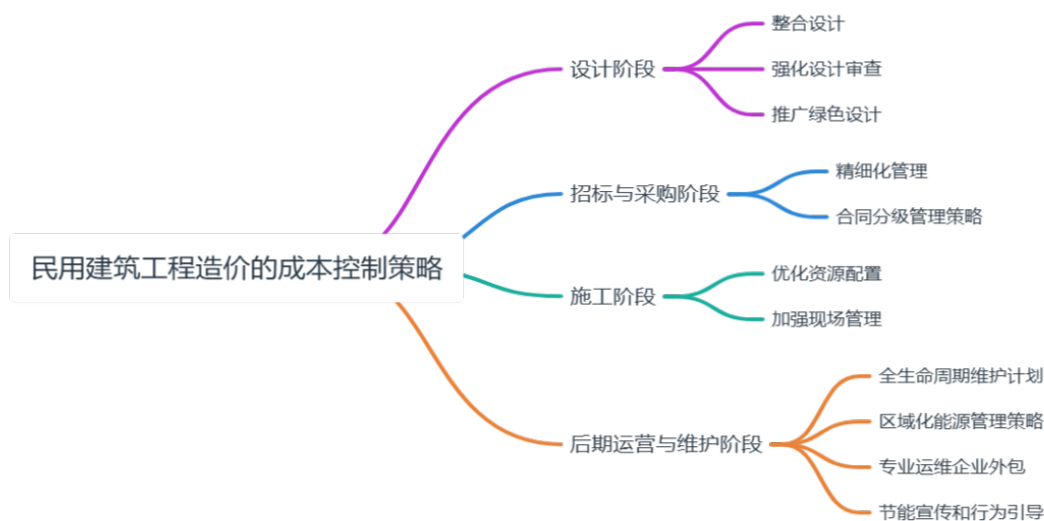 民用建筑工程造价的成本控制策略
设计阶段
整合设计
强化设计审查
推广绿色设计
招标与采购阶段
精细化管理
合同分级管理策略
施工阶段
优化资源配置
加强现场管理
后期运营与维护阶段
全生命周期维护计划
区域化能源管理策略
专业运维企业外包
节能宣传和行为引导